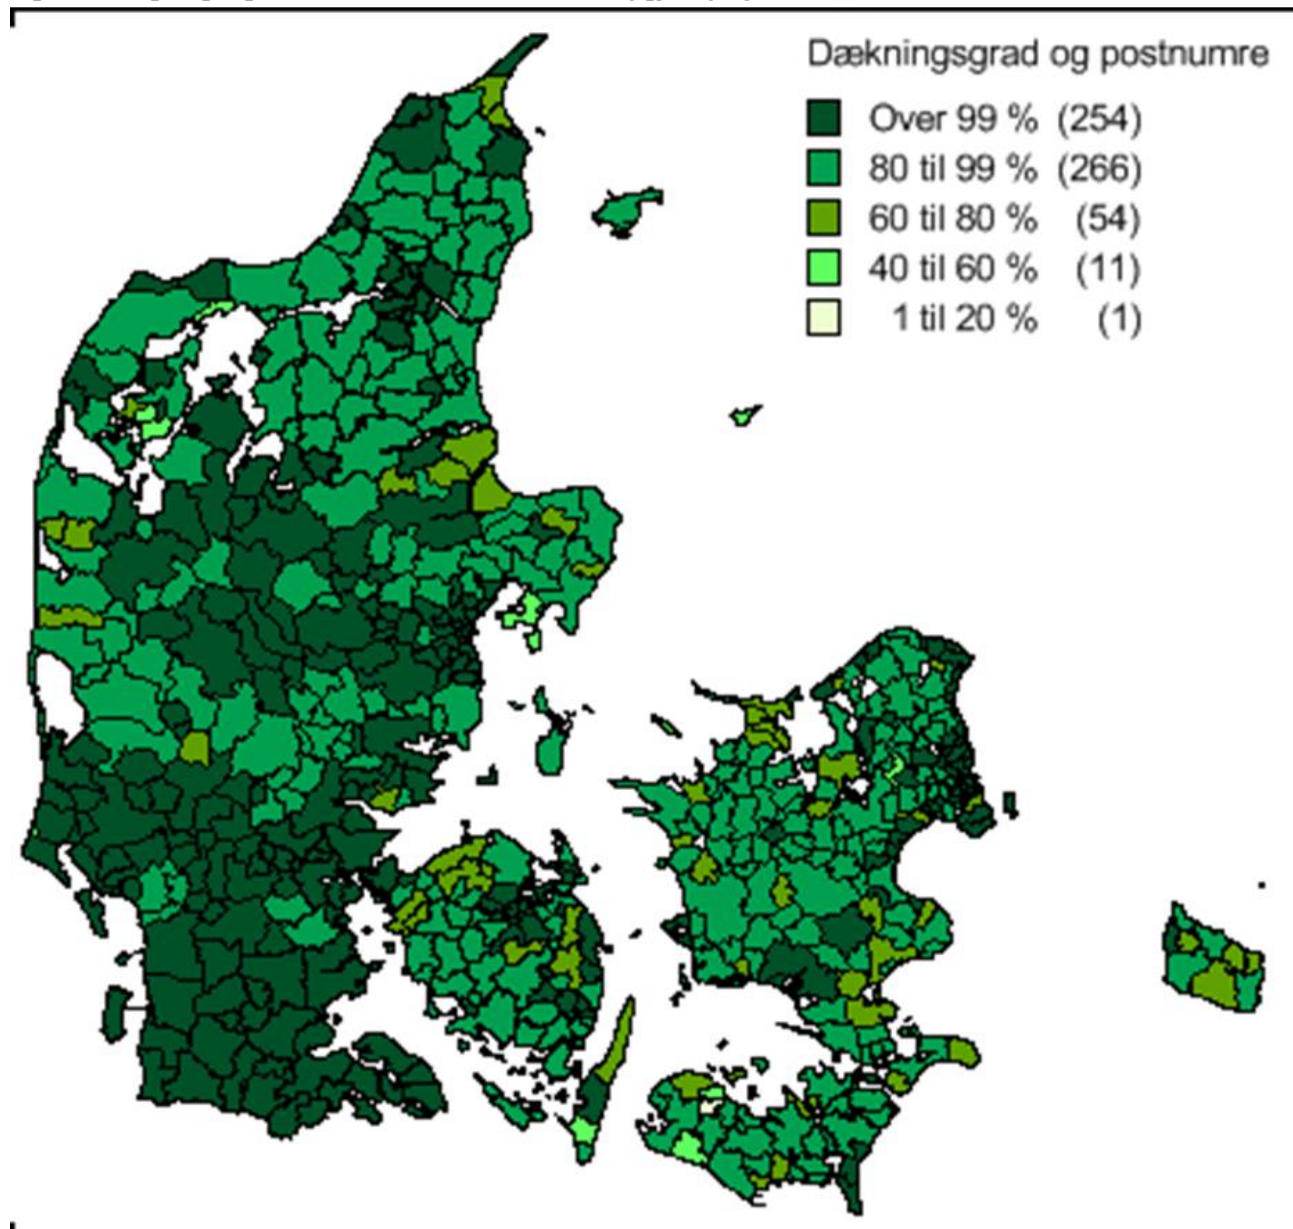 Dækningsgrad og postnumre
Over 99 % (254)
80 til 99 % (266)
60 til 80 % (54)
40 til 60 % (11)
1 til 20 % (1)